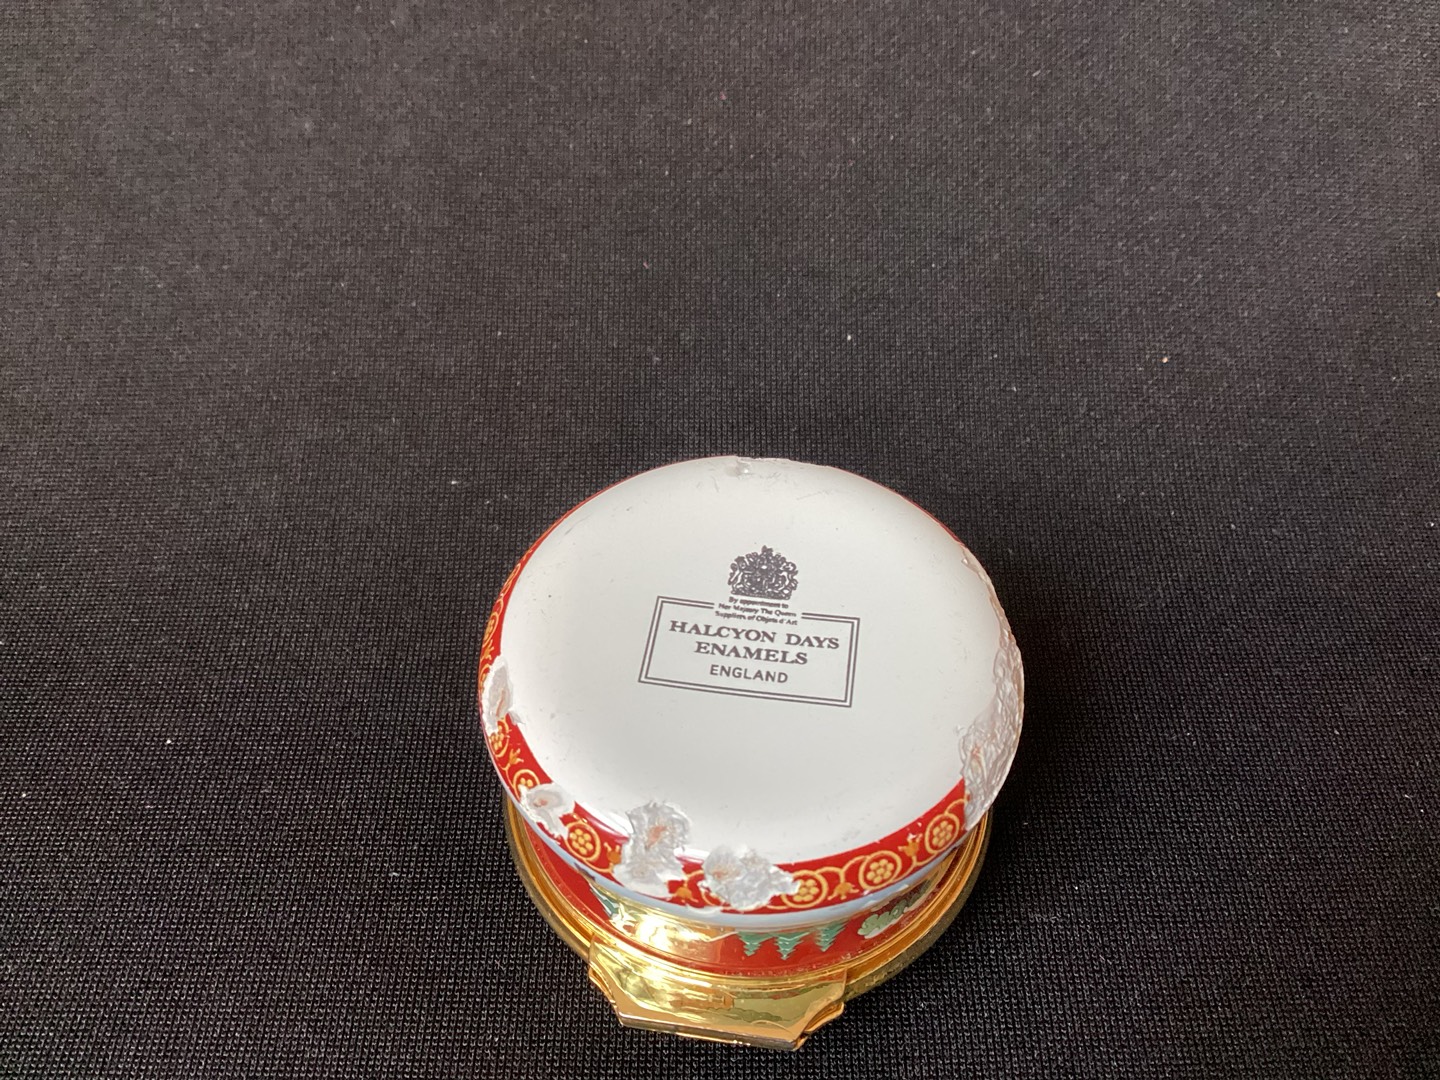 By appointment to
Her Majesty The Queen
Suppliers of Objets d'Art
HALCYON DAYS
ENAMELS
ENGLAND